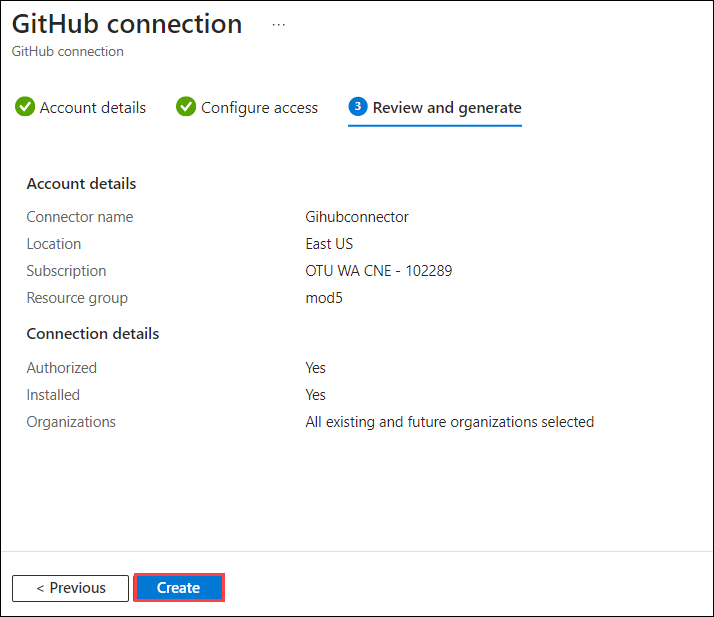 GitHub connection ...
GitHub connection
Account details Configure access 3 Review and generate
Account details
Connector name Gihubconnector
Location East US
Subscription OTU WA CNE - 102289
Resource group mod5
Connection details
Authorized Yes
Installed Yes
Organizations All existing and future organizations selected
< Previous Create